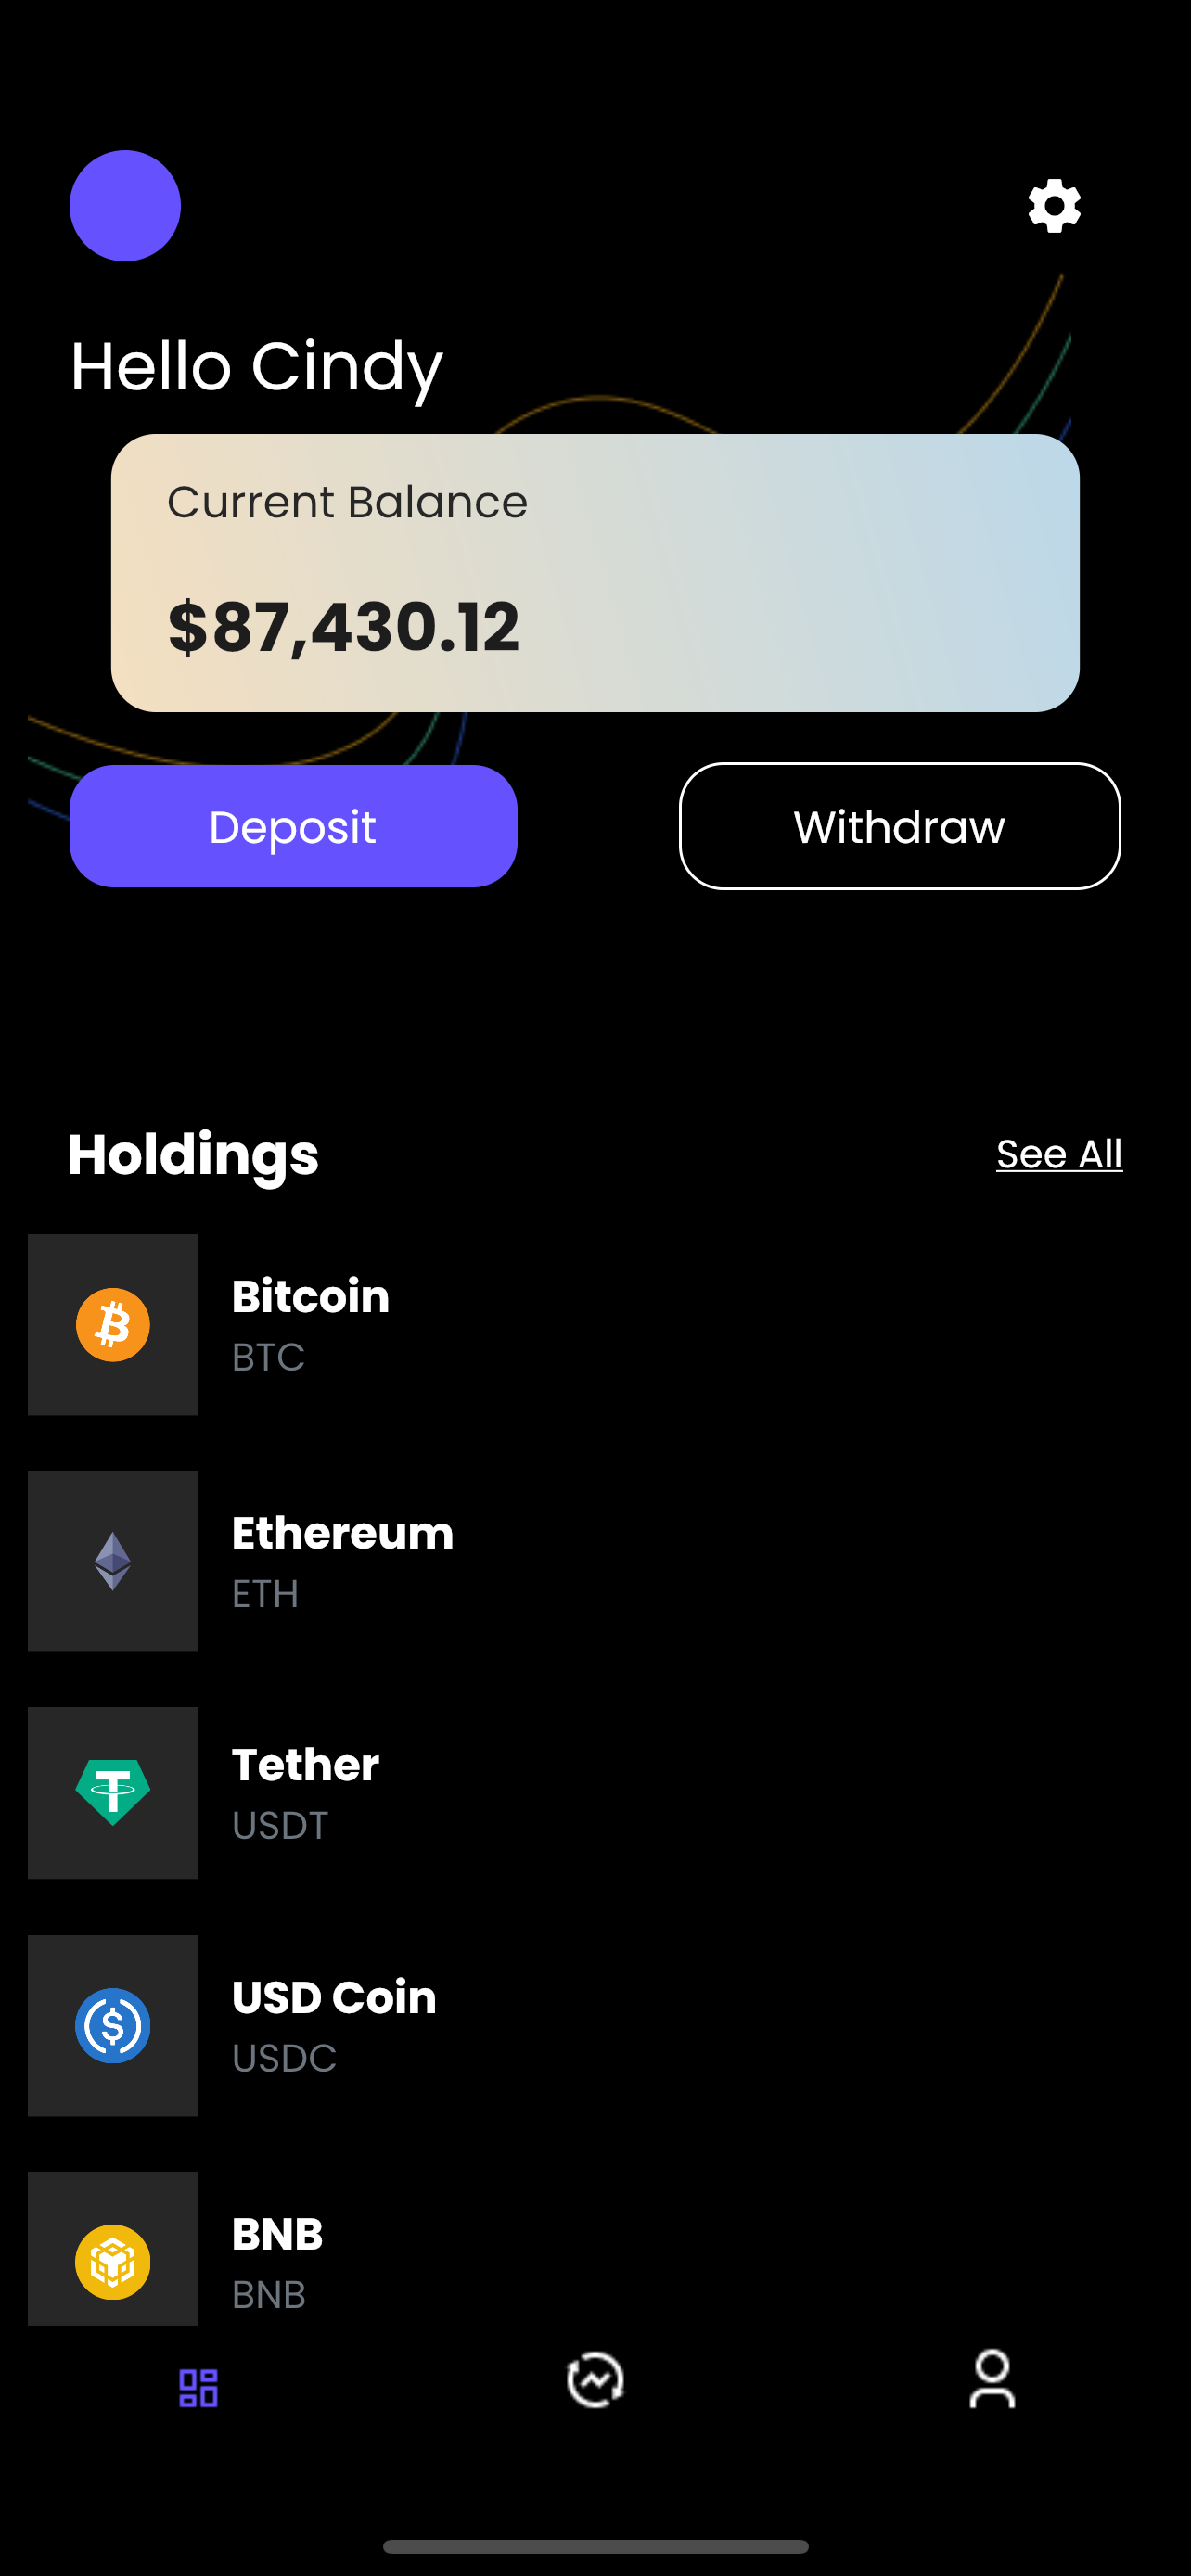 Hello Cindy
Current Balance
$87,430.12
Deposit
Withdraw
Holdings
See All
Bitcoin
BTC
Ethereum
ETH
Tether
USDT
USD Coin
USDC
BNB
BNB